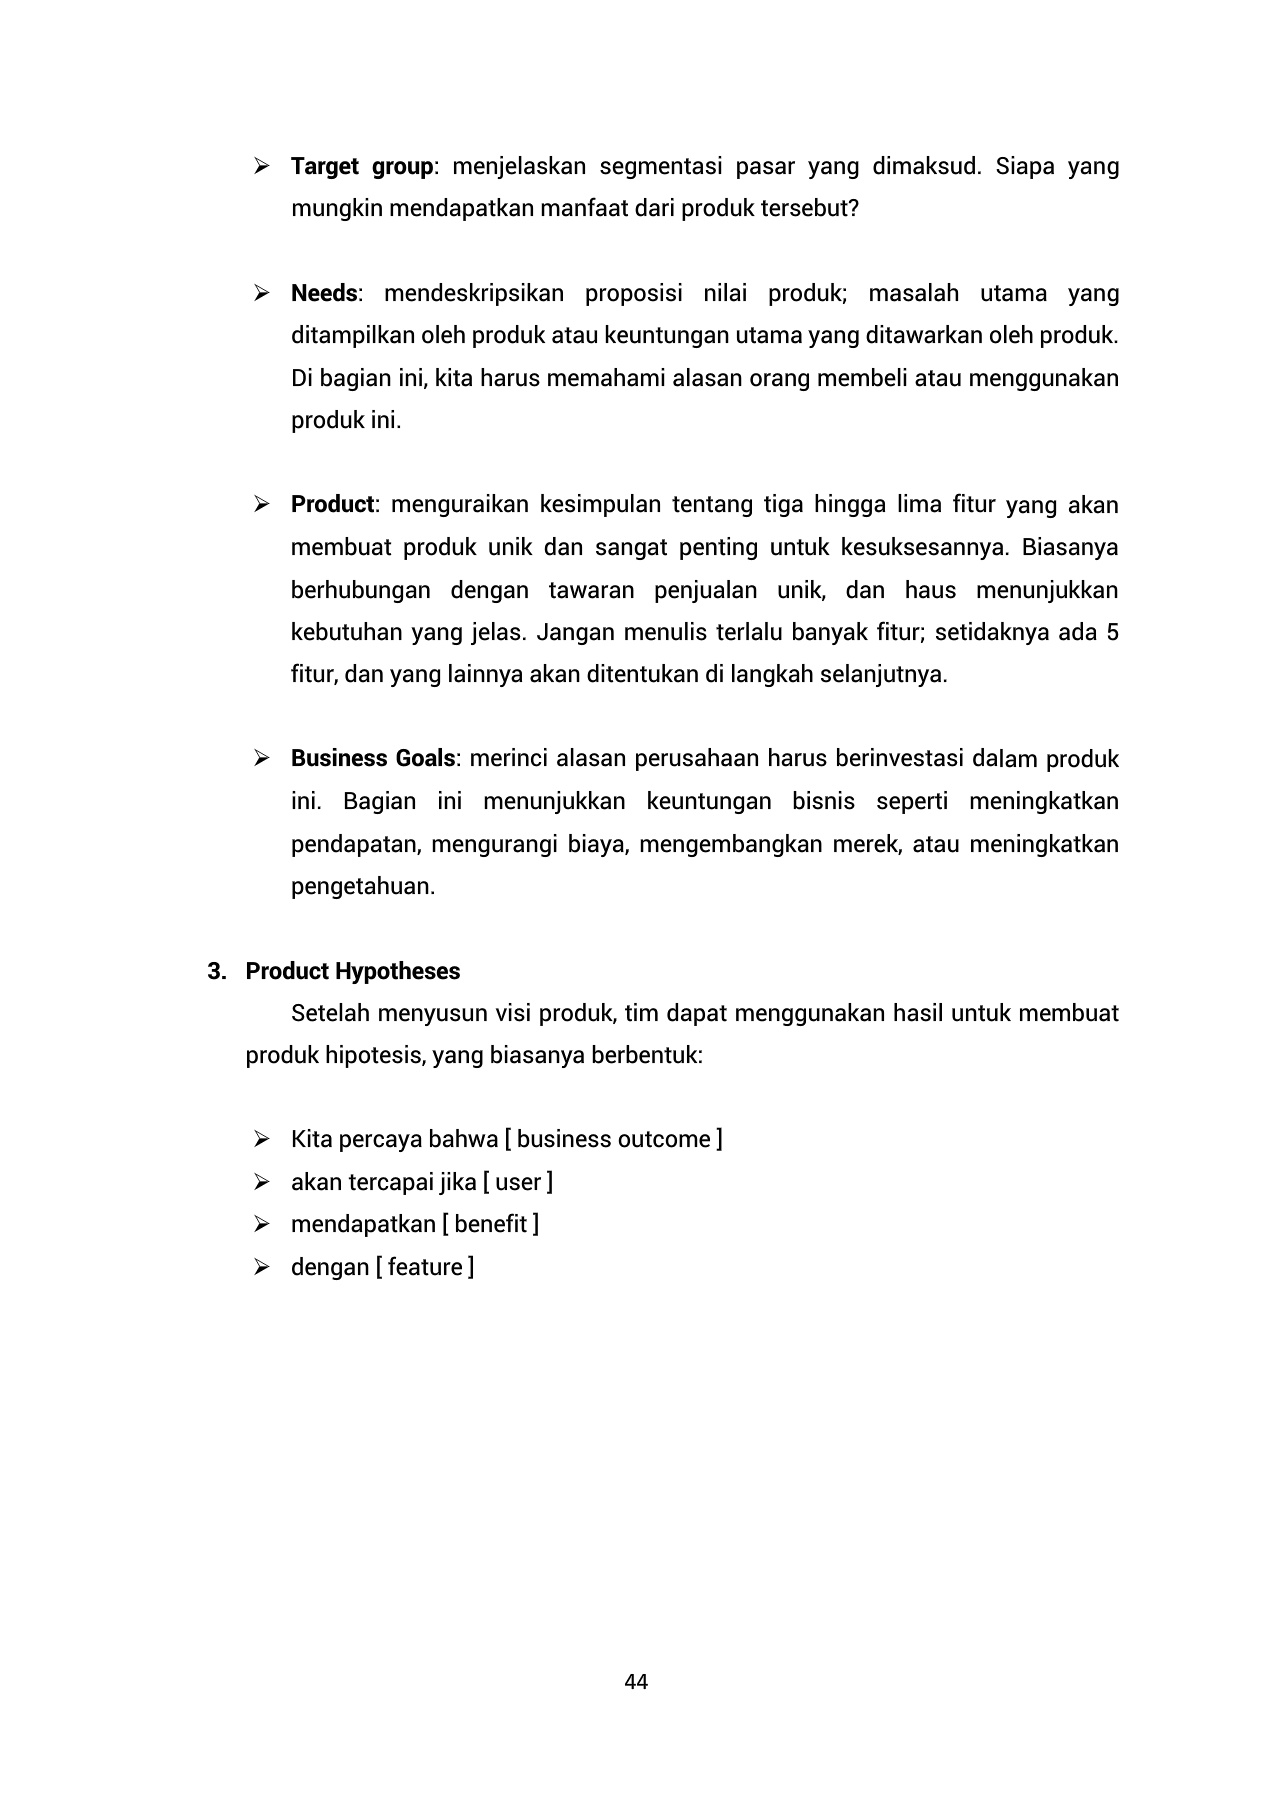 ➢ Target group: menjelaskan segmentasi pasar yang dimaksud. Siapa yang
mungkin mendapatkan manfaat dari produk tersebut?
➢ Needs: mendeskripsikan proposisi nilai produk; masalah utama yang
ditampilkan oleh produk atau keuntungan utama yang ditawarkan oleh produk.
Di bagian ini, kita harus memahami alasan orang membeli atau menggunakan
produk ini.
➢ Product: menguraikan kesimpulan tentang tiga hingga lima fitur yang akan
membuat produk unik dan sangat penting untuk kesuksesannya. Biasanya
berhubungan dengan tawaran penjualan unik, dan haus menunjukkan
kebutuhan yang jelas. Jangan menulis terlalu banyak fitur; setidaknya ada 5
fitur, dan yang lainnya akan ditentukan di langkah selanjutnya.
➢ Business Goals: merinci alasan perusahaan harus berinvestasi dalam produk
ini. Bagian ini menunjukkan keuntungan bisnis seperti meningkatkan
pendapatan, mengurangi biaya, mengembangkan merek, atau meningkatkan
pengetahuan.
3. Product Hypotheses
Setelah menyusun visi produk, tim dapat menggunakan hasil untuk membuat
produk hipotesis, yang biasanya berbentuk:
➢ Kita percaya bahwa [ business outcome ]
➢ akan tercapai jika [ user ]
➢ mendapatkan [ benefit ]
➢ dengan [ feature ]
44